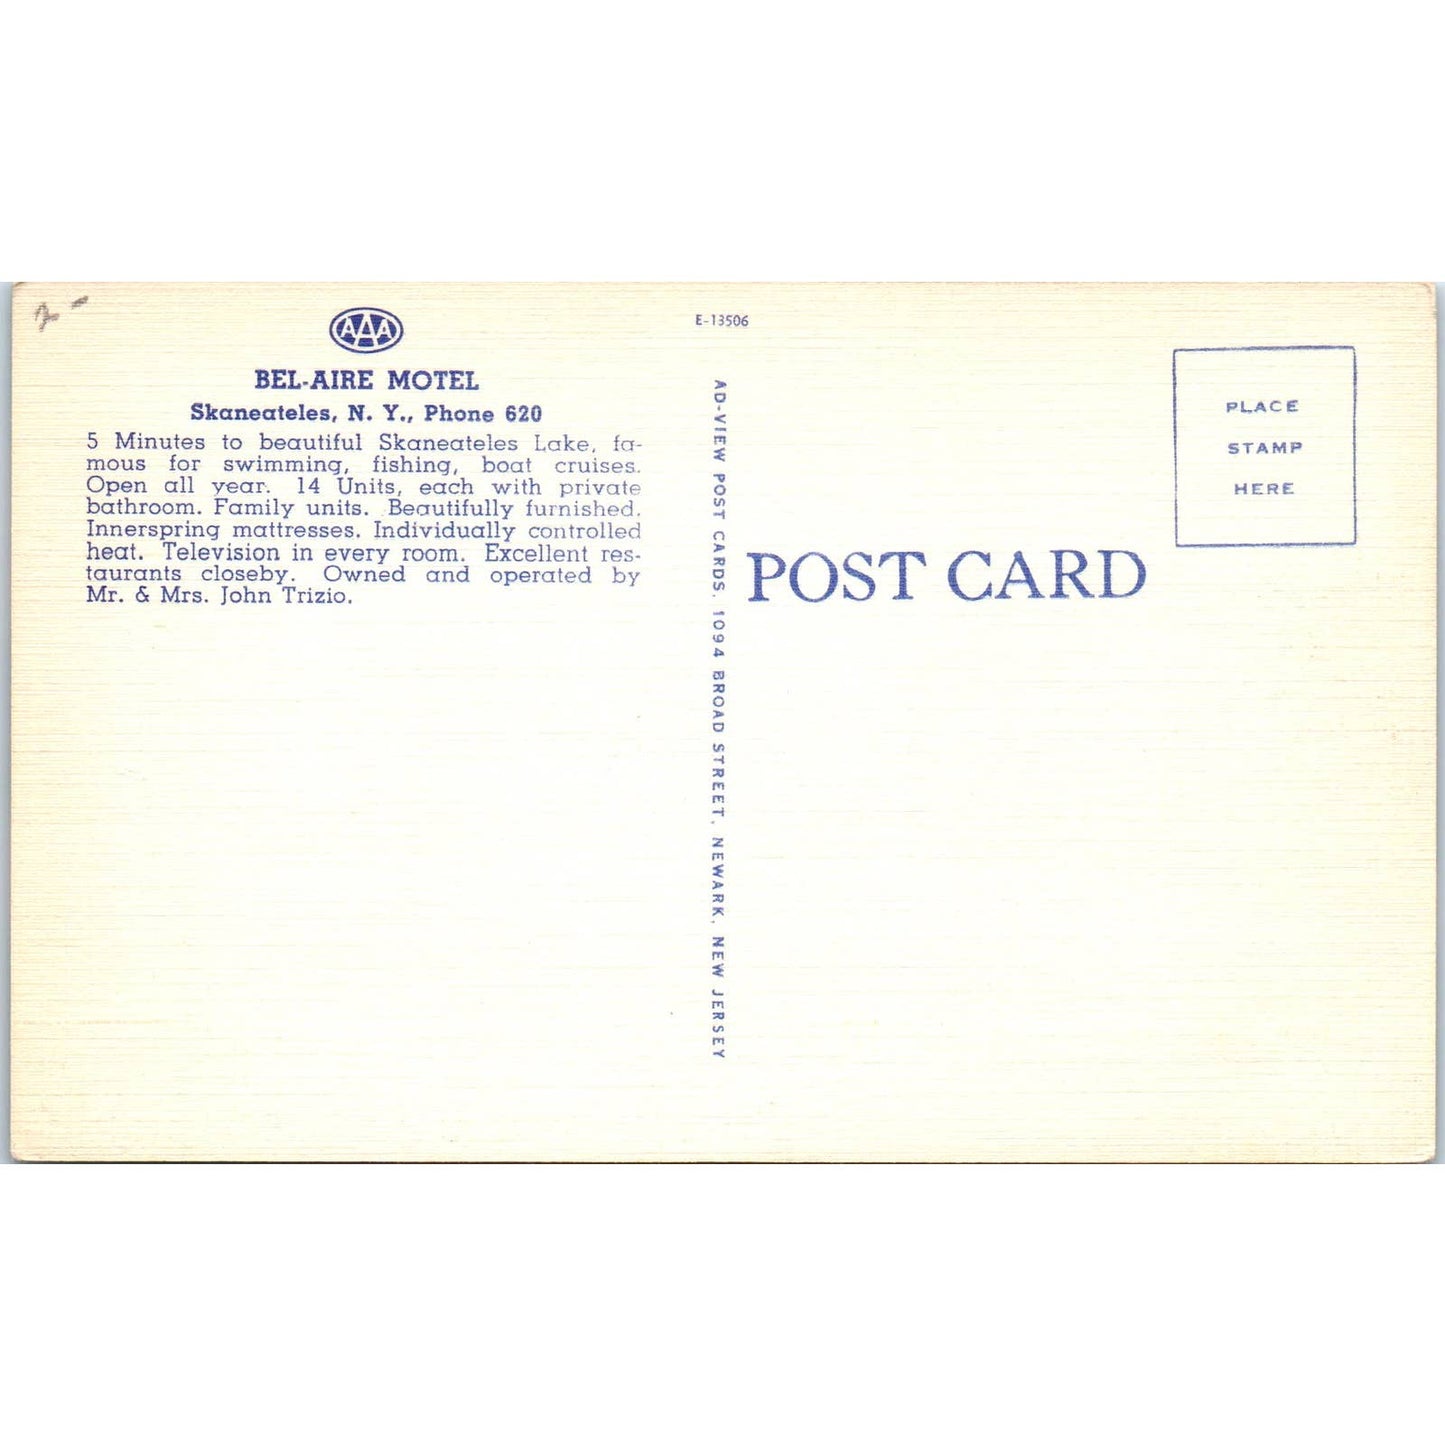 2-
AAA
BEL-AIRE MOTEL
Skaneateles, N. Y., Phone 620
5 Minutes to beautiful Skaneateles Lake, fa-
mous for swimming, fishing, boat cruises.
Open all year. 14 Units, each with private
bathroom. Family units. Beautifully furnished.
Innerspring mattresses. Individually controlled
heat. Television in every room. Excellent res-
taurants closeby. Owned and operated by
Mr. & Mrs. John Trizio.
E-13506
AD-VIEW POST CARDS, 1094 BROAD STREET, NEWARK, NEW JERSEY
POST CARD
PLACE
STAMP
HERE